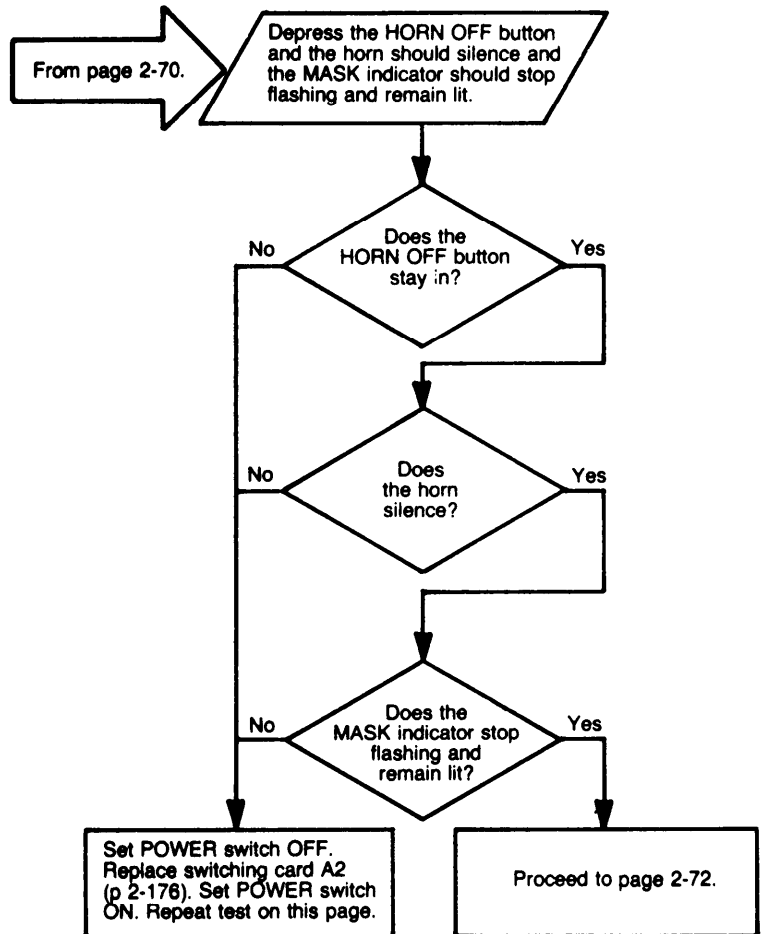 From page 2-70.
Depress the HORN OFF button
and the horn should silence and
the MASK indicator should stop
flashing and remain lit.
Does the
HORN OFF button
stay in?
No
Yes
Does
the horn
silence?
No
Yes
Does the
MASK indicator stop
flashing and
remain lit?
No
Yes
Set POWER switch OFF.
Replace switching card A2
(p 2-176). Set POWER switch
ON. Repeat test on this page.
Proceed to page 2-72.